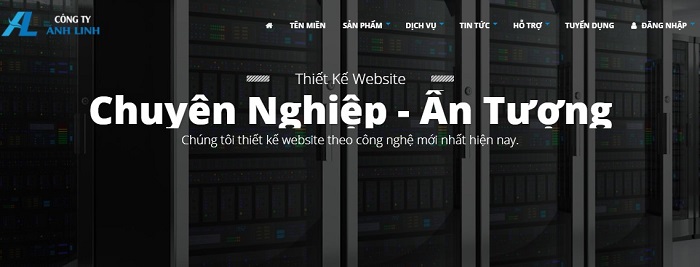 CÔNG TY
ANH LINH
TÊN MIỀN SẢN PHẨM DỊCH VỤ TIN TỨC HỖ TRỢ TUYỂN DỤNG ĐĂNG NHẬP
Thiết Kế Website
Chuyên Nghiệp - Ấn Tượng
Chúng tôi thiết kế website theo công nghệ mới nhất hiện nay.